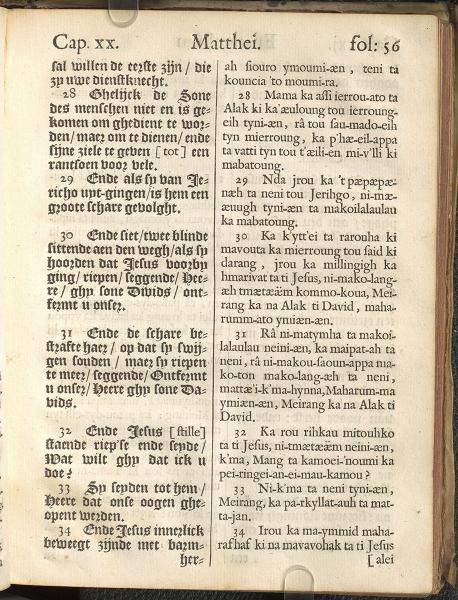 Cap. xx. Matthei. fol: 56
sal willen de eerste zijn / die
zy uwe dienstknecht.
28 Ghelijck de Sone
des menschen niet en is ge-
komen om ghedient te wor-
den / maer om te dienen / ende
sijne ziele te geven [tot] een
rantsoen voor vele.
29 Ende als sy van Je-
richo uyt-gingen / is hem een
groote schare gevolght.
30 Ende siet / twee blinde
sittende aen den wegh / als sy
hoorden dat Jesus voorby
ging / riepen / seggende / Hee-
re / ghy sone Davids / ont-
fermt u onser.
31 Ende de schare be-
strafte haer / op dat sy swij-
gen souden / maer sy riepen
te meer / seggende / Ontfermt
u onser / Heere ghy sone Da-
vids.
32 Ende Jesus [stille]
staende riep'se ende seyde /
Wat wilt ghy dat ick u
doe?
33 Sy seyden tot hem /
Heere dat onse oogen ghe-
opent werden.
34 Ende Jesus innerlick
beweegt zijnde met barm-
her-
ah siouro ymoumi-æn, teni ta
kouncia 'to moumi-ra.
28 Mama ka assi ierrou-ato ta
Alak ki ka'æuloung tou ierroung-
eih tyni-æn, râ tou sau-mado-eih
tyn mierroung, ka p'hæ-eil-appa
ta vatti tyn tou t'æili-en mi-v'lli ki
mabatoung.
29 Nda jrou ka 't pæpæpæ-
næh ta neni tou Jerihgo, ni-mæ-
æuugh tyni-æn ta makoilalaulau
ka mabatoung.
30 Ka k'ytt'ei ta rarouha ki
mavouta ka mierroung tou said ki
darang, jrou ka millingigh ka
hmarivat ta ti Jesus, ni-mako-lang-
æh tmætææm kommo-koua, Mei-
rang ka na Alak ti David, maha-
rumm-ato ymiæn-æn.
31 Râ ni-matymha ta makoi-
lalaulau neini-æn, ka maipat-ah ta
neni, râ ni-makou-saoun-appa ma-
ko-ton mako-lang-æh ta neni,
mattæ'i-k'ma-hynna, Maharum-ma
ymiæn-æn, Meirang ka na Alak ti
David.
32 Ka rou rihkau mitouhko
ta ti Jesus, ni-tmætææm neini-æn,
k'ma, Mang ta kamoei-'noumi ka
pei-ringei-an-ei-mau-kamou?
33 Ni-k'ma ta neni tyni-æn,
Meirang, ka pa-rkyllat-auh ta mat-
ta-jan.
34 Irou ka ma-ymmid maha-
raf'haf ki na mavavohak ta ti Jesus
[alei